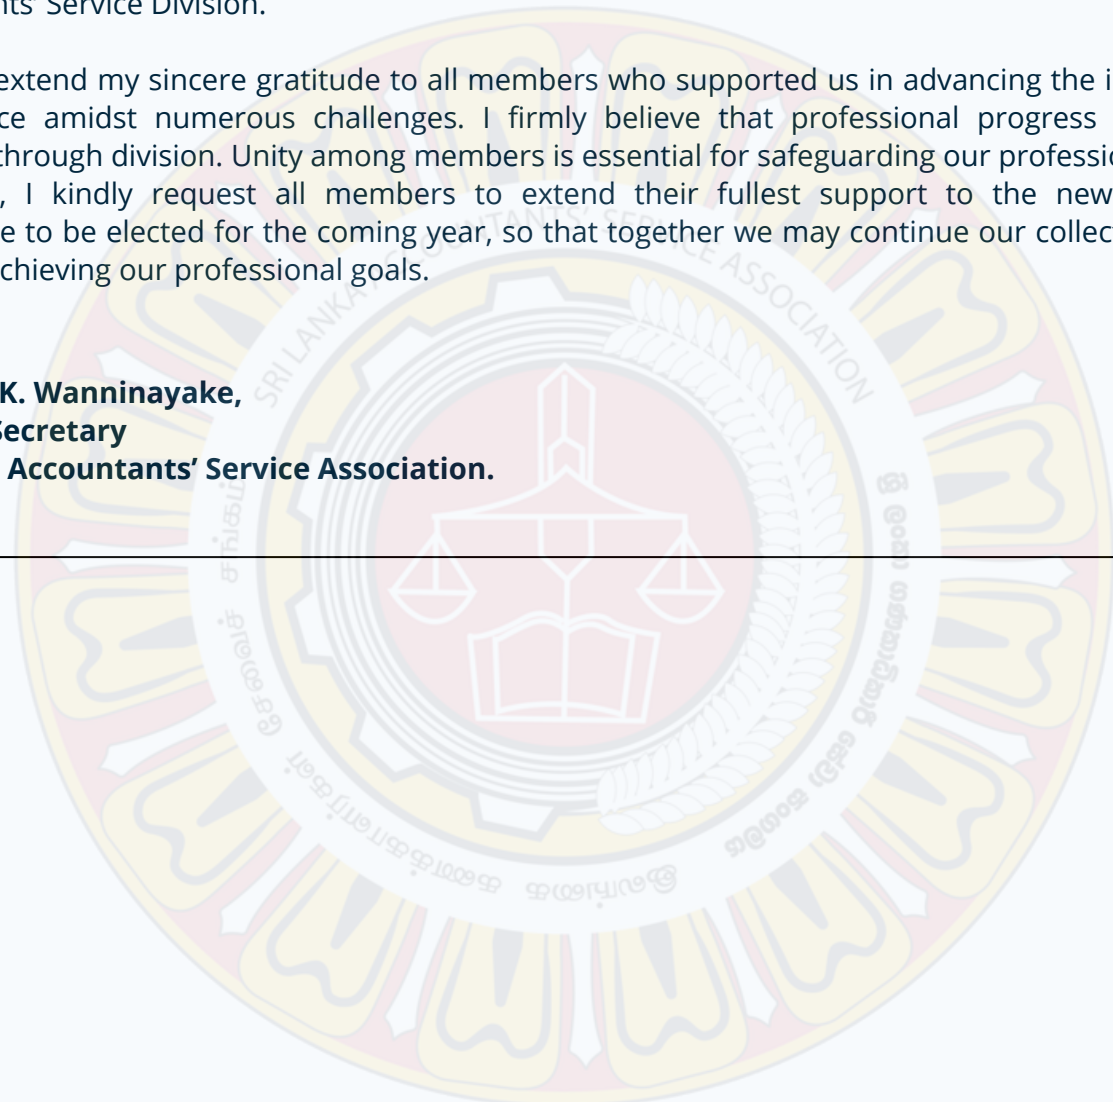 nts' Service Division.
extend my sincere gratitude to all members who supported us in advancing the i
ce amidst numerous challenges. I firmly believe that professional progress
through division. Unity among members is essential for safeguarding our professio
, I kindly request all members to extend their fullest support to the new
e to be elected for the coming year, so that together we may continue our collect
chieving our professional goals.
K. Wanninayake,
Secretary
Accountants’ Service Association.
SRI LANKA ACCOUNTANTS' SERVICE ASSOCIATION